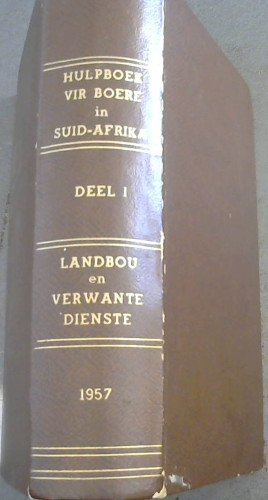 HULPBOEK
VIR BOERE
in
SUID-AFRIKA
DEEL I
LANDBOU
en
VERWANTE
DIENSTE
1957